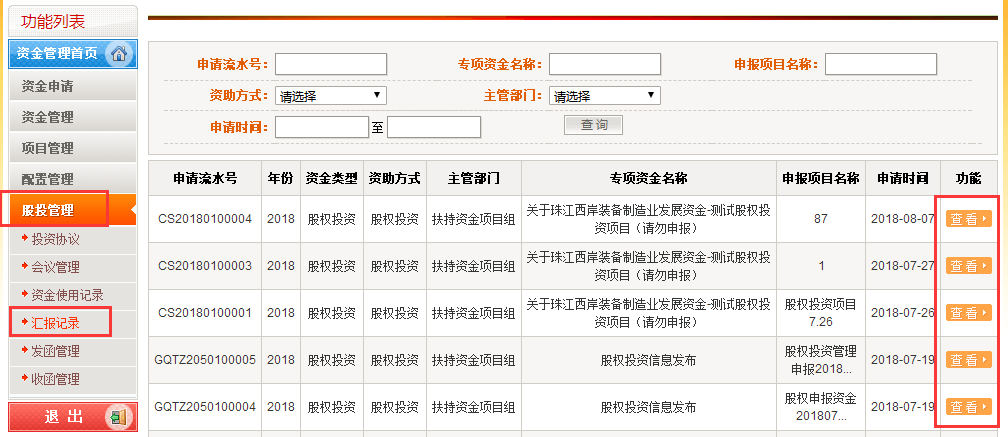 功能列表
资金管理首页
资金申请
资金管理
项目管理
配置管理
股投管理
投资协议
会议管理
资金使用记录
汇报记录
发函管理
收函管理
退 出
申请流水号： 专项资金名称： 申报项目名称：
资助方式： 请选择 主管部门： 请选择
申请时间： 至 查 询
申请流水号 年份 资金类型 资助方式 主管部门 专项资金名称 申报项目名称 申请时间 功能
CS20180100004 2018 股权投资 股权投资 扶持资金项目组 关于珠江西岸装备制造业发展资金-测试股权投 87 2018-08-07 查看
资项目（请勿申报）
CS20180100003 2018 股权投资 股权投资 扶持资金项目组 关于珠江西岸装备制造业发展资金-测试股权投 1 2018-07-27 查看
资项目（请勿申报）
CS20180100001 2018 股权投资 股权投资 扶持资金项目组 关于珠江西岸装备制造业发展资金-测试股权投 股权投资项目 2018-07-26 查看
资项目（请勿申报） 7.26
GQTZ2050100005 2018 股权投资 股权投资 扶持资金项目组 股权投资信息发布 股权投资管理 2018-07-19 查看
申报2018...
GQTZ2050100004 2018 股权投资 股权投资 扶持资金项目组 股权投资信息发布 股权申报资金 2018-07-19 查看
201807...